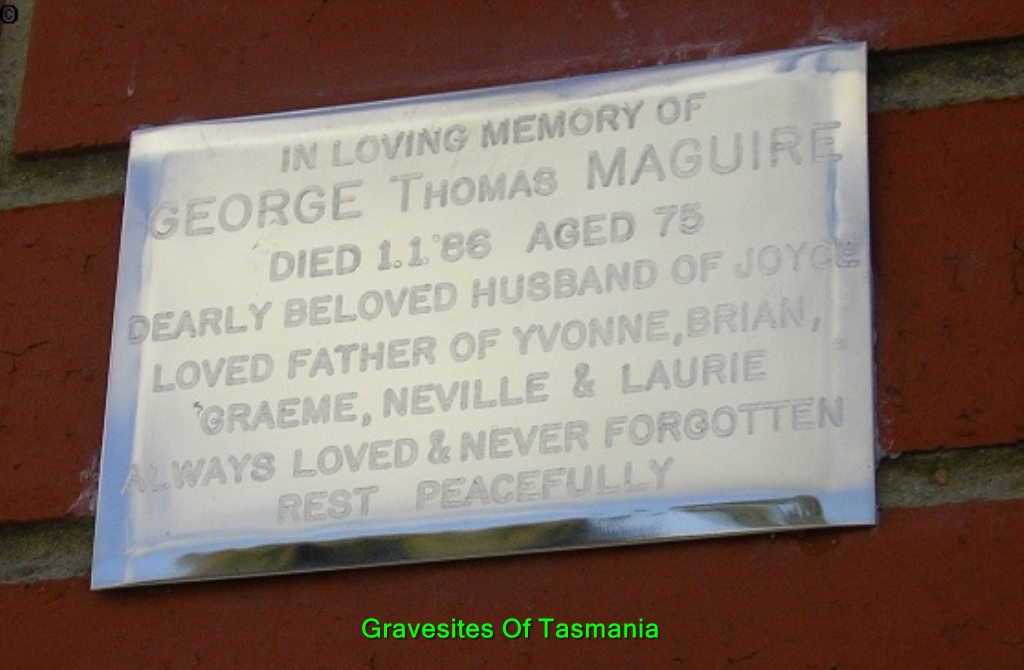 ©
IN LOVING MEMORY OF
GEORGE THOMAS MAGUIRE
DIED 1.1.'86 AGED 75
DEARLY BELOVED HUSBAND OF JOYCE
LOVED FATHER OF YVONNE, BRIAN,
GRAEME, NEVILLE & LAURIE
ALWAYS LOVED & NEVER FORGOTTEN
REST PEACEFULLY
Gravesites Of Tasmania